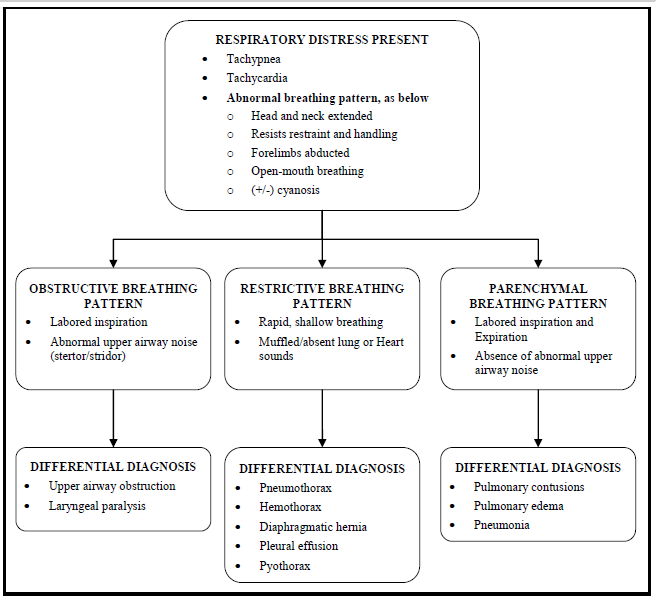 RESPIRATORY DISTRESS PRESENT
• Tachypnea
• Tachycardia
• Abnormal breathing pattern, as below
o Head and neck extended
o Resists restraint and handling
o Forelimbs abducted
o Open-mouth breathing
o (+/-) cyanosis
OBSTRUCTIVE BREATHING
PATTERN
• Labored inspiration
• Abnormal upper airway noise
(stertor/stridor)
RESTRICTIVE BREATHING
PATTERN
• Rapid, shallow breathing
• Muffled/absent lung or Heart
sounds
PARENCHYMAL
BREATHING PATTERN
• Labored inspiration and
Expiration
• Absence of abnormal upper
airway noise
DIFFERENTIAL DIAGNOSIS
• Upper airway obstruction
• Laryngeal paralysis
DIFFERENTIAL DIAGNOSIS
• Pneumothorax
• Hemothorax
• Diaphragmatic hernia
• Pleural effusion
• Pyothorax
DIFFERENTIAL DIAGNOSIS
• Pulmonary contusions
• Pulmonary edema
• Pneumonia